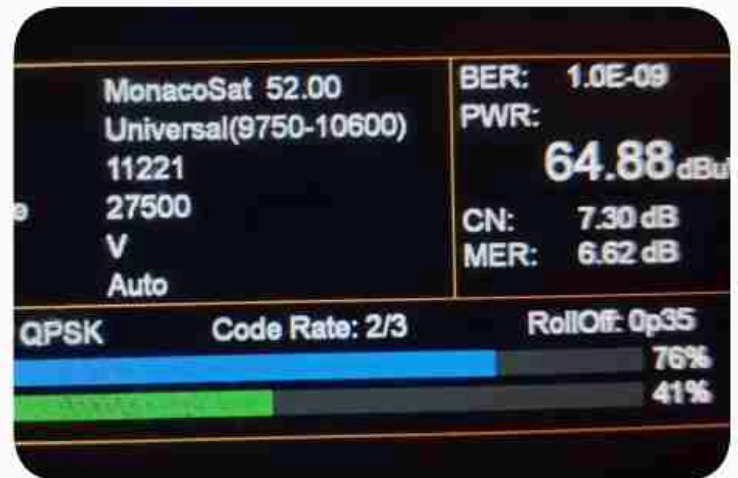 MonacoSat 52.00
Universal(9750-10600)
11221
27500
V
Auto
BER: 1.0E-09
PWR:
64.88
CN: 7.30 dB
MER: 6.62 dB
QPSK Code Rate: 2/3 RollOff: 0p35
76%
41%